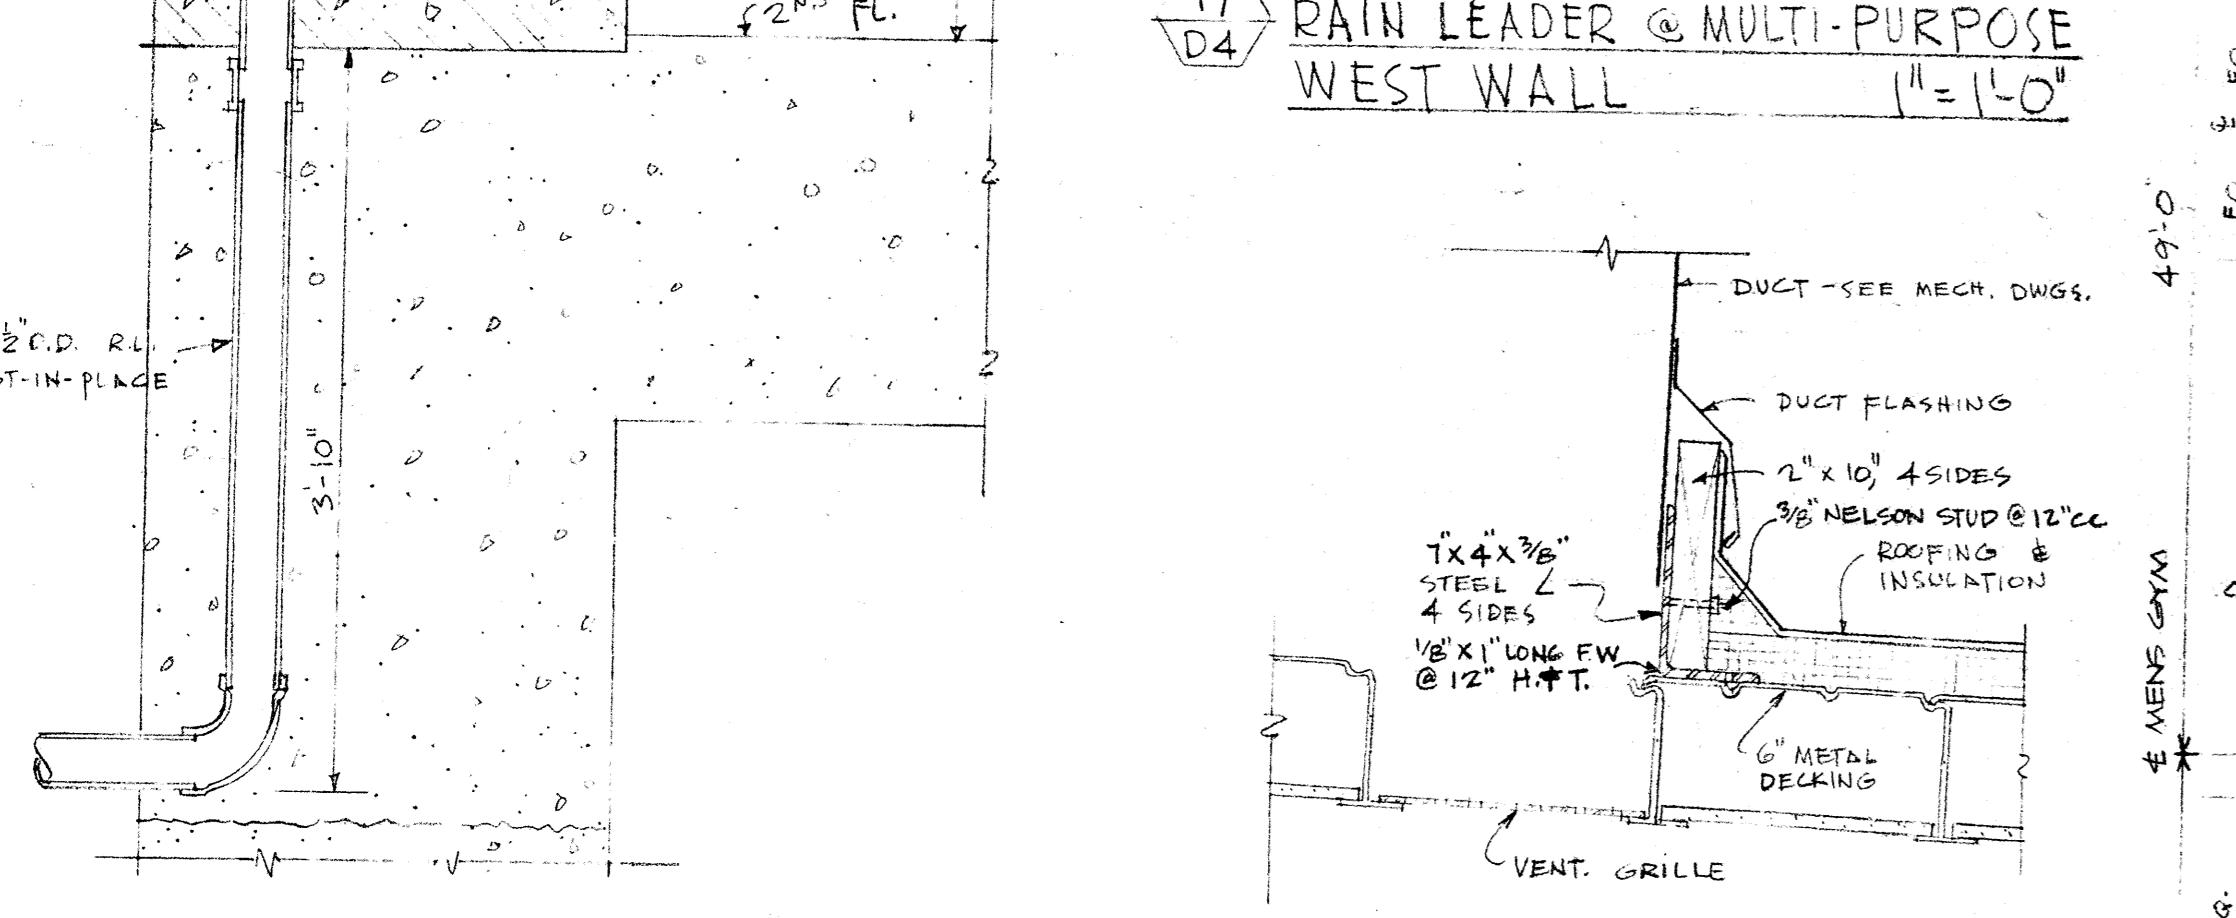 2ND FL.
D4
RAIN LEADER @ MULTI-PURPOSE
WEST WALL 1"=1'-0"
½" O.D. R.L.
T-IN-PLACE
3'-10"
DUCT - SEE MECH. DWGS.
DUCT FLASHING
2" X 10", 4 SIDES
3/8" NELSON STUD @ 12" CC
ROOFING &
INSULATION
7" X 4" X 3/8"
STEEL ∠
4 SIDES
1/8" X 1" LONG F.W
@ 12" H. & T.
6" METAL
DECKING
VENT. GRILLE
49'-0"
℄ MENS GYM